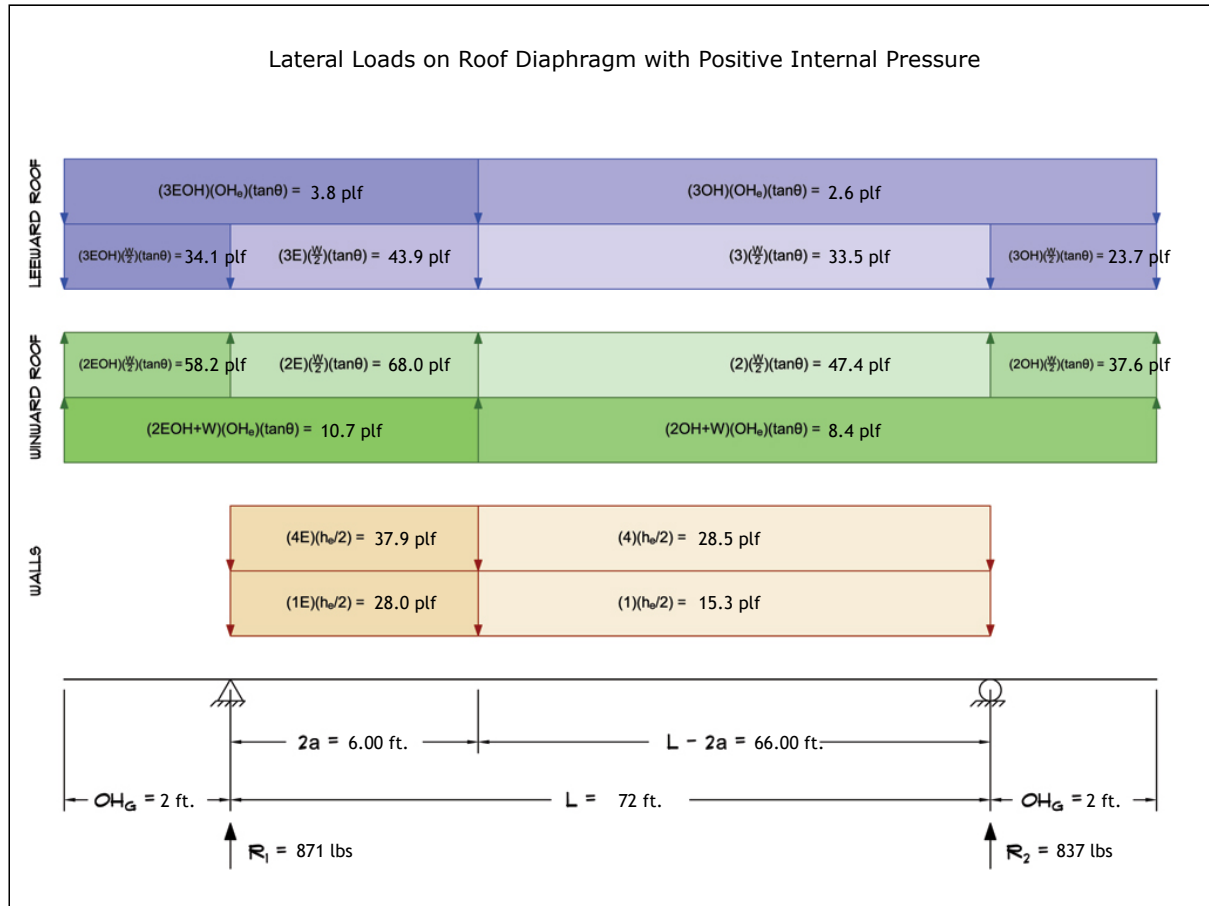 Lateral Loads on Roof Diaphragm with Positive Internal Pressure
LEEWARD ROOF
(3EOH)(OHₑ)(tanθ) = 3.8 plf
(3OH)(OHₑ)(tanθ) = 2.6 plf
(3EOH)(W/2)(tanθ) = 34.1 plf
(3E)(W/2)(tanθ) = 43.9 plf
(3)(W/2)(tanθ) = 33.5 plf
(3OH)(W/2)(tanθ) = 23.7 plf
WINWARD ROOF
(2EOH)(W/2)(tanθ) = 58.2 plf
(2E)(W/2)(tanθ) = 68.0 plf
(2)(W/2)(tanθ) = 47.4 plf
(2OH)(W/2)(tanθ) = 37.6 plf
(2EOH+W)(OHₑ)(tanθ) = 10.7 plf
(2OH+W)(OHₑ)(tanθ) = 8.4 plf
WALLS
(4E)(hₑ/2) = 37.9 plf
(4)(hₑ/2) = 28.5 plf
(1E)(hₑ/2) = 28.0 plf
(1)(hₑ/2) = 15.3 plf
2a = 6.00 ft.
L - 2a = 66.00 ft.
OH_G = 2 ft.
L = 72 ft.
OH_G = 2 ft.
R₁ = 871 lbs
R₂ = 837 lbs